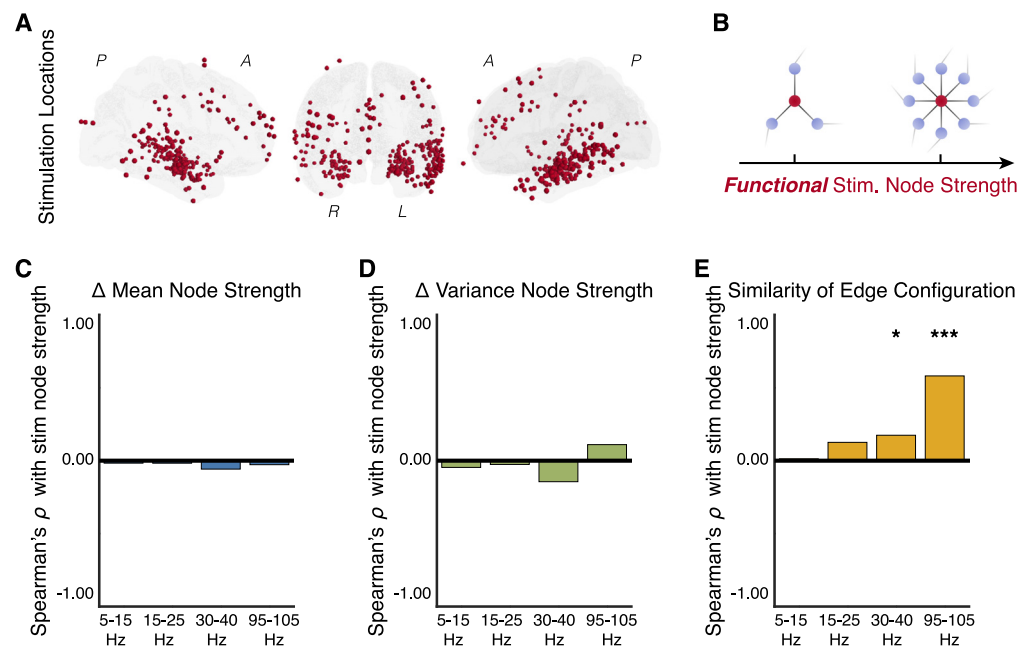 A
Stimulation Locations
P
A
A
P
R
L
B
Functional Stim. Node Strength
C
Δ Mean Node Strength
Spearman's ρ with stim node strength
1.00
0.00
-1.00
5-15 Hz
15-25 Hz
30-40 Hz
95-105 Hz
D
Δ Variance Node Strength
Spearman's ρ with stim node strength
1.00
0.00
-1.00
5-15 Hz
15-25 Hz
30-40 Hz
95-105 Hz
E
Similarity of Edge Configuration
Spearman's ρ with stim node strength
1.00
0.00
-1.00
* ***
5-15 Hz
15-25 Hz
30-40 Hz
95-105 Hz